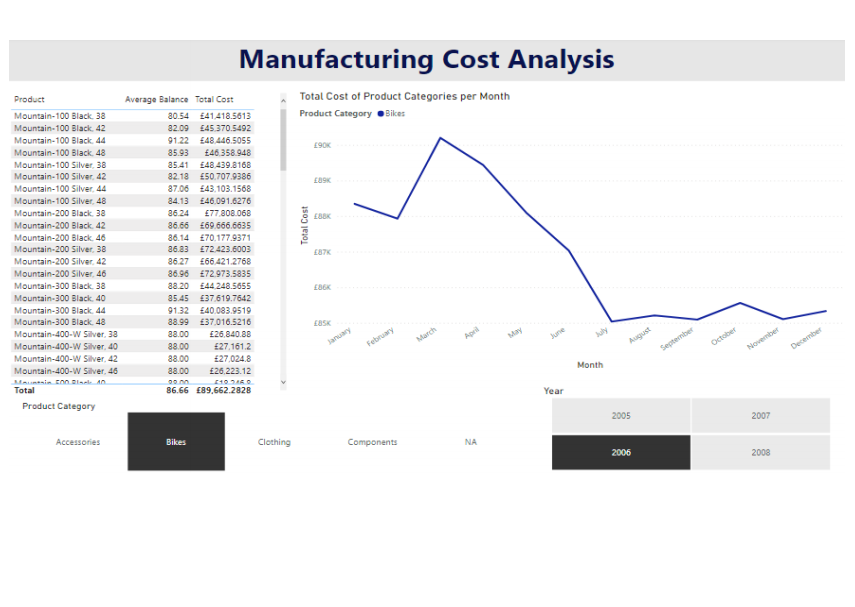 Manufacturing Cost Analysis
Product Average Balance Total Cost
Mountain-100 Black, 38 80.54 £41,418.5613
Mountain-100 Black, 42 82.09 £45,370.5492
Mountain-100 Black, 44 91.22 £48,446.5055
Mountain-100 Black, 48 85.93 £46,358.948
Mountain-100 Silver, 38 85.41 £48,439.8168
Mountain-100 Silver, 42 82.18 £50,707.9386
Mountain-100 Silver, 44 87.06 £43,103.1568
Mountain-100 Silver, 48 84.13 £46,091.6276
Mountain-200 Black, 38 86.24 £77,808.068
Mountain-200 Black, 42 86.66 £69,666.6635
Mountain-200 Black, 46 86.14 £70,177.9371
Mountain-200 Silver, 38 86.83 £72,423.6003
Mountain-200 Silver, 42 86.27 £66,421.2768
Mountain-200 Silver, 46 86.96 £72,973.5835
Mountain-300 Black, 38 88.20 £44,248.5655
Mountain-300 Black, 40 85.45 £37,619.7642
Mountain-300 Black, 44 91.32 £40,083.9519
Mountain-300 Black, 48 88.99 £37,016.5216
Mountain-400-W Silver, 38 88.00 £26,840.88
Mountain-400-W Silver, 40 88.00 £27,161.2
Mountain-400-W Silver, 42 88.00 £27,024.8
Mountain-400-W Silver, 46 88.00 £26,223.12
Mountain-500 Black, 40 88.00 £18,246.8
Total 86.66 £89,662.2828
Total Cost of Product Categories per Month
Product Category Bikes
Total Cost
£90K
£89K
£88K
£87K
£86K
£85K
January February March April May June July August September October November December
Month
Product Category
Accessories Bikes Clothing Components NA
Year
2005 2007
2006 2008